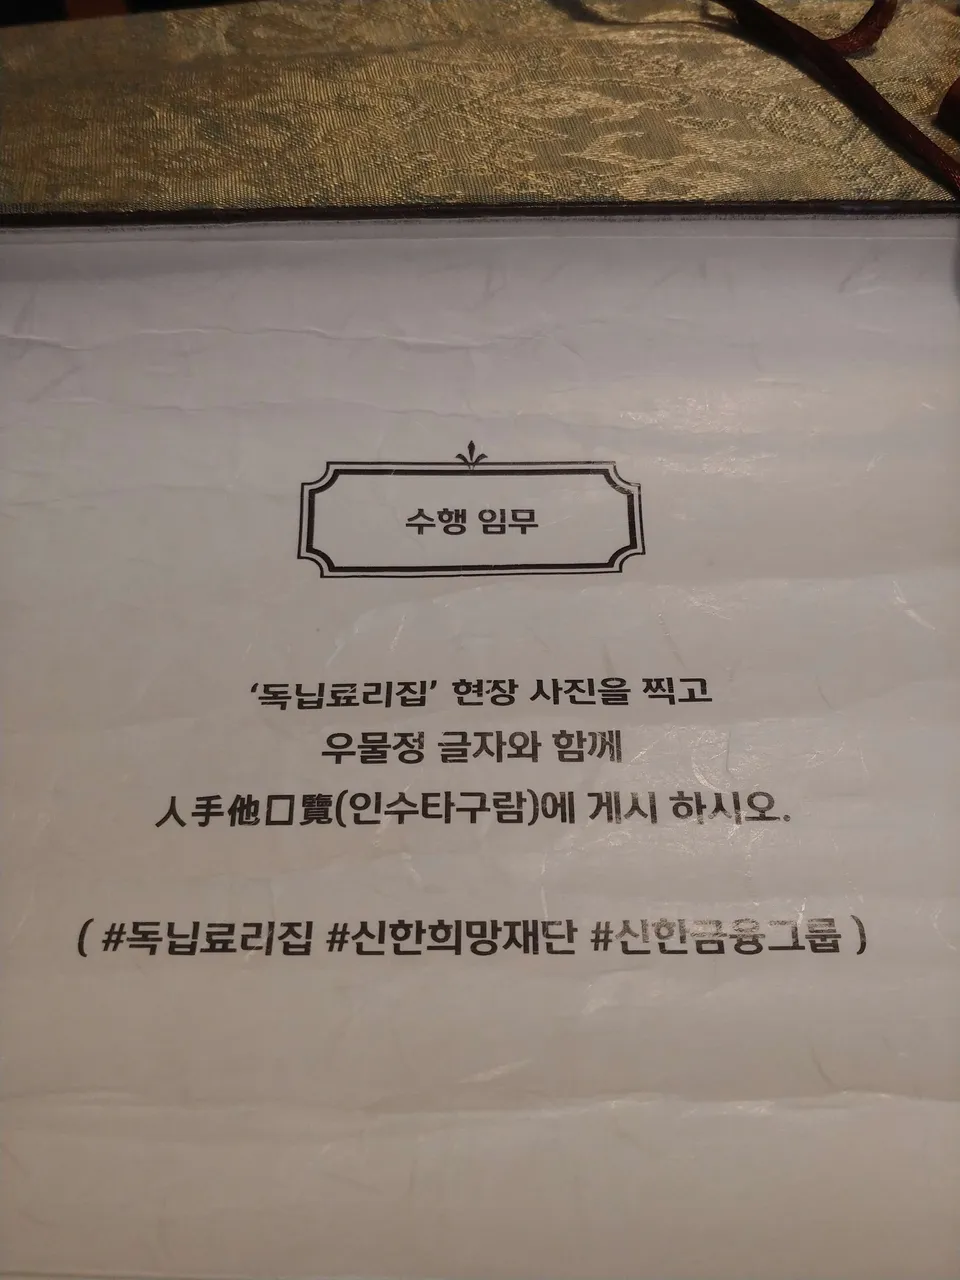 수행 임무
‘독닙료리집’ 현장 사진을 찍고
우물정 글자와 함께
人手他口覽(인수타구람)에 게시 하시오.
( #독닙료리집 #신한희망재단 #신한금융그룹 )